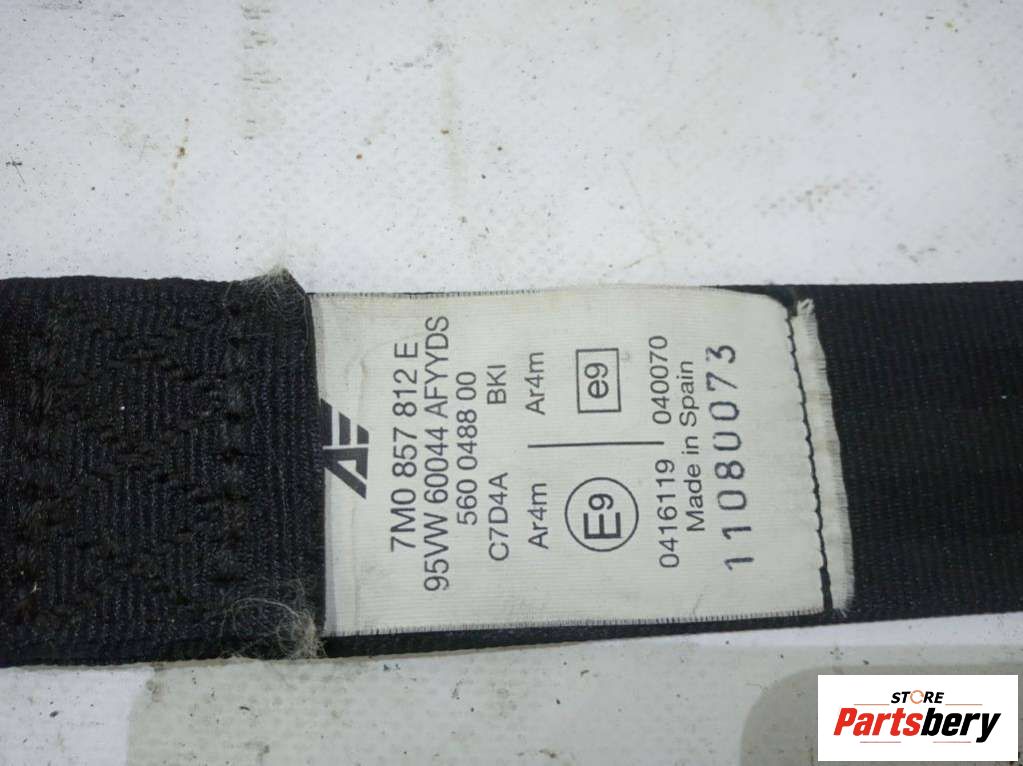 7M0 857 812 E
95VW 60044 AFYYDS
560 0488 00
C7D4A BKI
Ar4m Ar4m
E9 e9
0416119 040070
Made in Spain
11080073
STORE
Partsbery